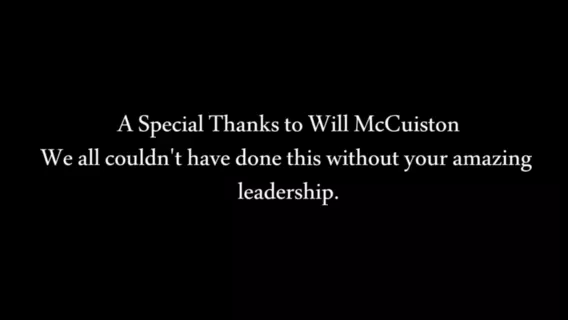 A Special Thanks to Will McCuiston
We all couldn't have done this without your amazing
leadership.